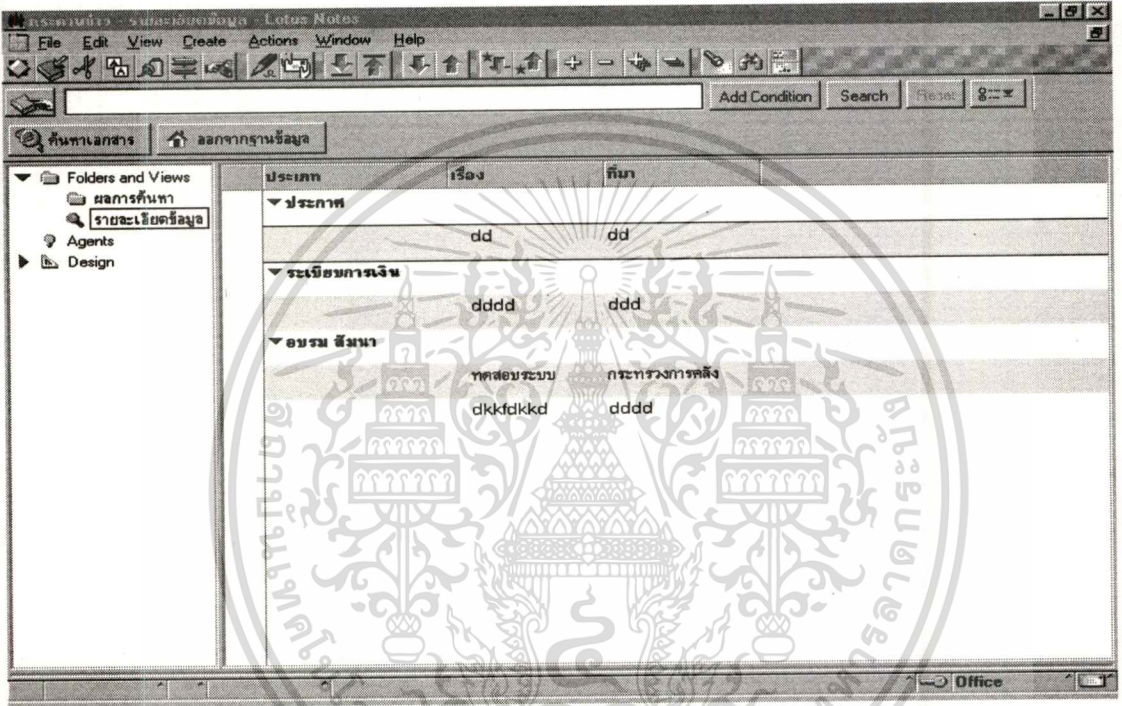 กระดานข่าว - รายละเอียดข้อมูล - Lotus Notes
File Edit View Create Actions Window Help
Add Condition Search Reset
ค้นหาเอกสาร ออกจากฐานข้อมูล
Folders and Views
ผลการค้นหา
รายละเอียดข้อมูล
Agents
Design
ประเภท เรื่อง ที่มา
ประกาศ
dd dd
ระเบียบการเงิน
dddd ddd
อบรม สัมนา
ทดสอบระบบ กระทรวงการคลัง
dkkfdkkd dddd
Office